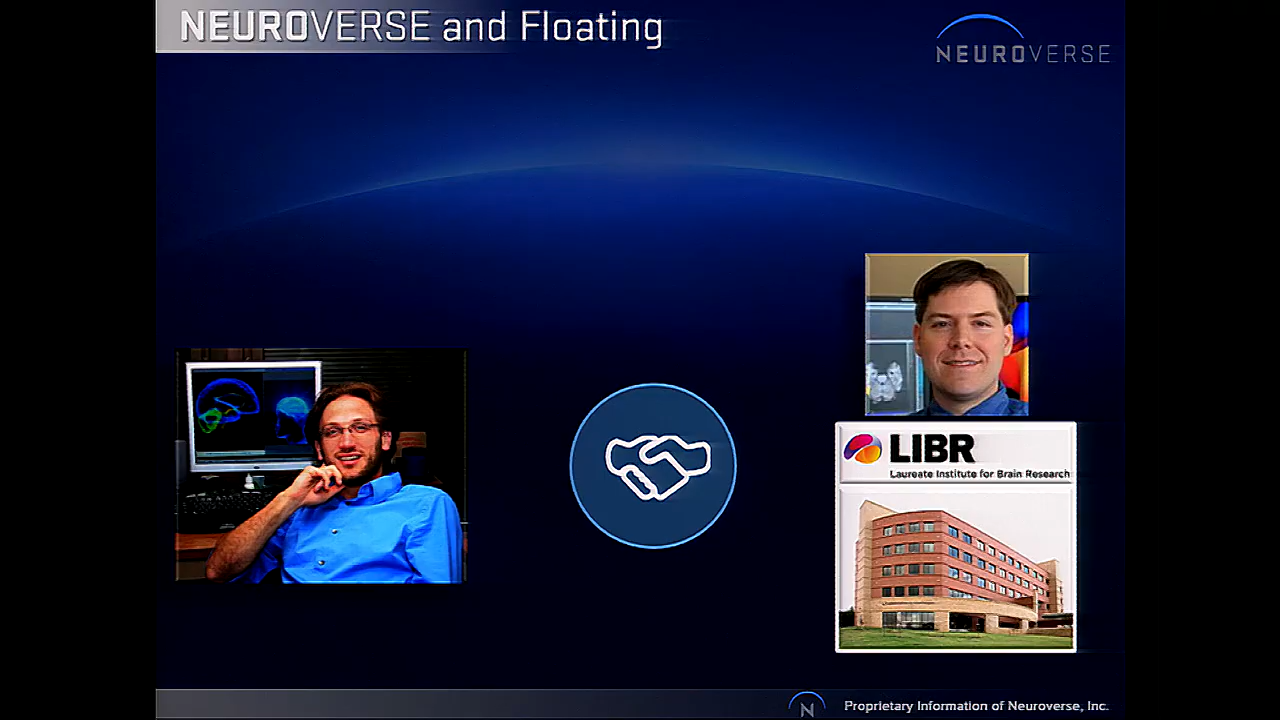 NEUROVERSE and Floating
NEUROVERSE
LIBR
Laureate Institute for Brain Research
N
Proprietary Information of Neuroverse, Inc.